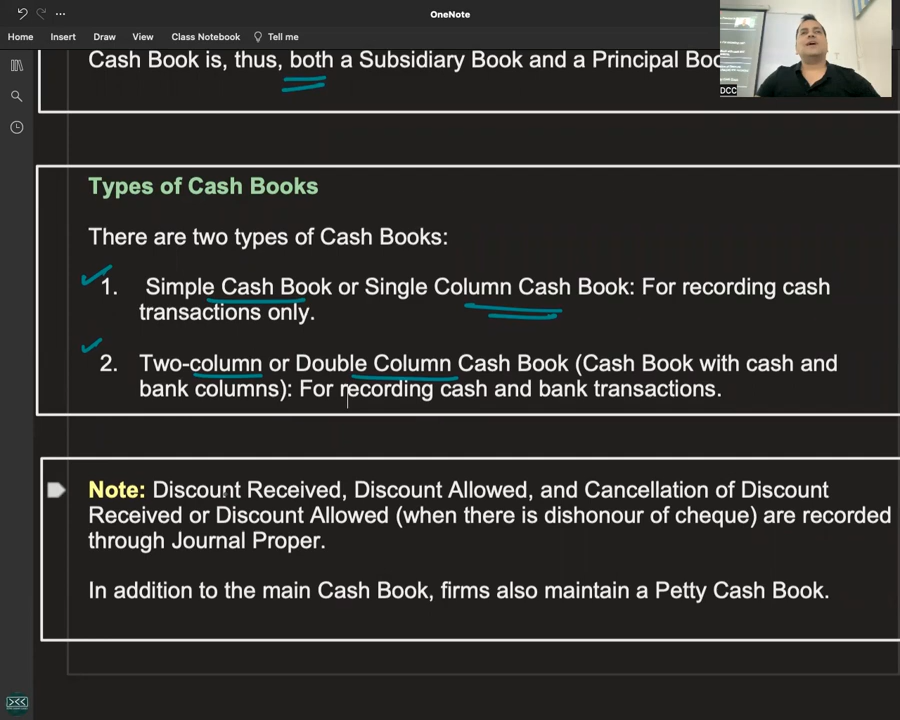 OneNote
Home Insert Draw View Class Notebook Tell me
Cash Book is, thus, both a Subsidiary Book and a Principal
DCC
Types of Cash Books
There are two types of Cash Books:
1. Simple Cash Book or Single Column Cash Book: For recording cash
transactions only.
2. Two-column or Double Column Cash Book (Cash Book with cash and
bank columns): For recording cash and bank transactions.
Note: Discount Received, Discount Allowed, and Cancellation of Discount
Received or Discount Allowed (when there is dishonour of cheque) are recorded
through Journal Proper.
In addition to the main Cash Book, firms also maintain a Petty Cash Book.